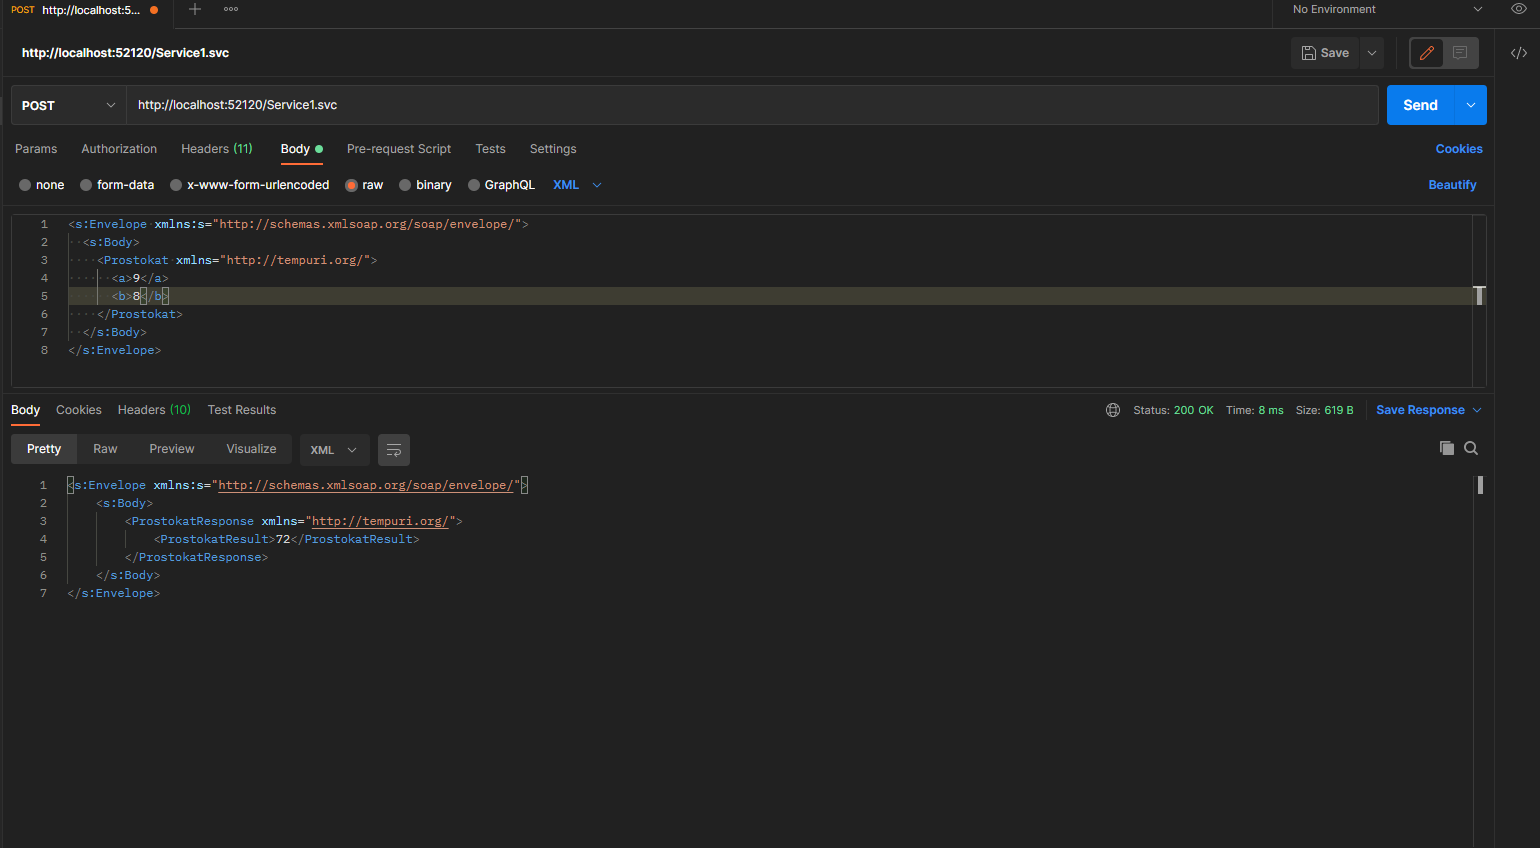 POST http://localhost:5... No Environment
http://localhost:52120/Service1.svc Save
POST http://localhost:52120/Service1.svc Send
Params Authorization Headers (11) Body Pre-request Script Tests Settings Cookies
none form-data x-www-form-urlencoded raw binary GraphQL XML Beautify
1 <s:Envelope xmlns:s="http://schemas.xmlsoap.org/soap/envelope/">
2 <s:Body>
3 <Prostokat xmlns="http://tempuri.org/">
4 <a>9</a>
5 <b>8</b>
6 </Prostokat>
7 </s:Body>
8 </s:Envelope>
Body Cookies Headers (10) Test Results Status: 200 OK Time: 8 ms Size: 619 B Save Response
Pretty Raw Preview Visualize XML
1 <s:Envelope xmlns:s="http://schemas.xmlsoap.org/soap/envelope/">
2 <s:Body>
3 <ProstokatResponse xmlns="http://tempuri.org/">
4 <ProstokatResult>72</ProstokatResult>
5 </ProstokatResponse>
6 </s:Body>
7 </s:Envelope>